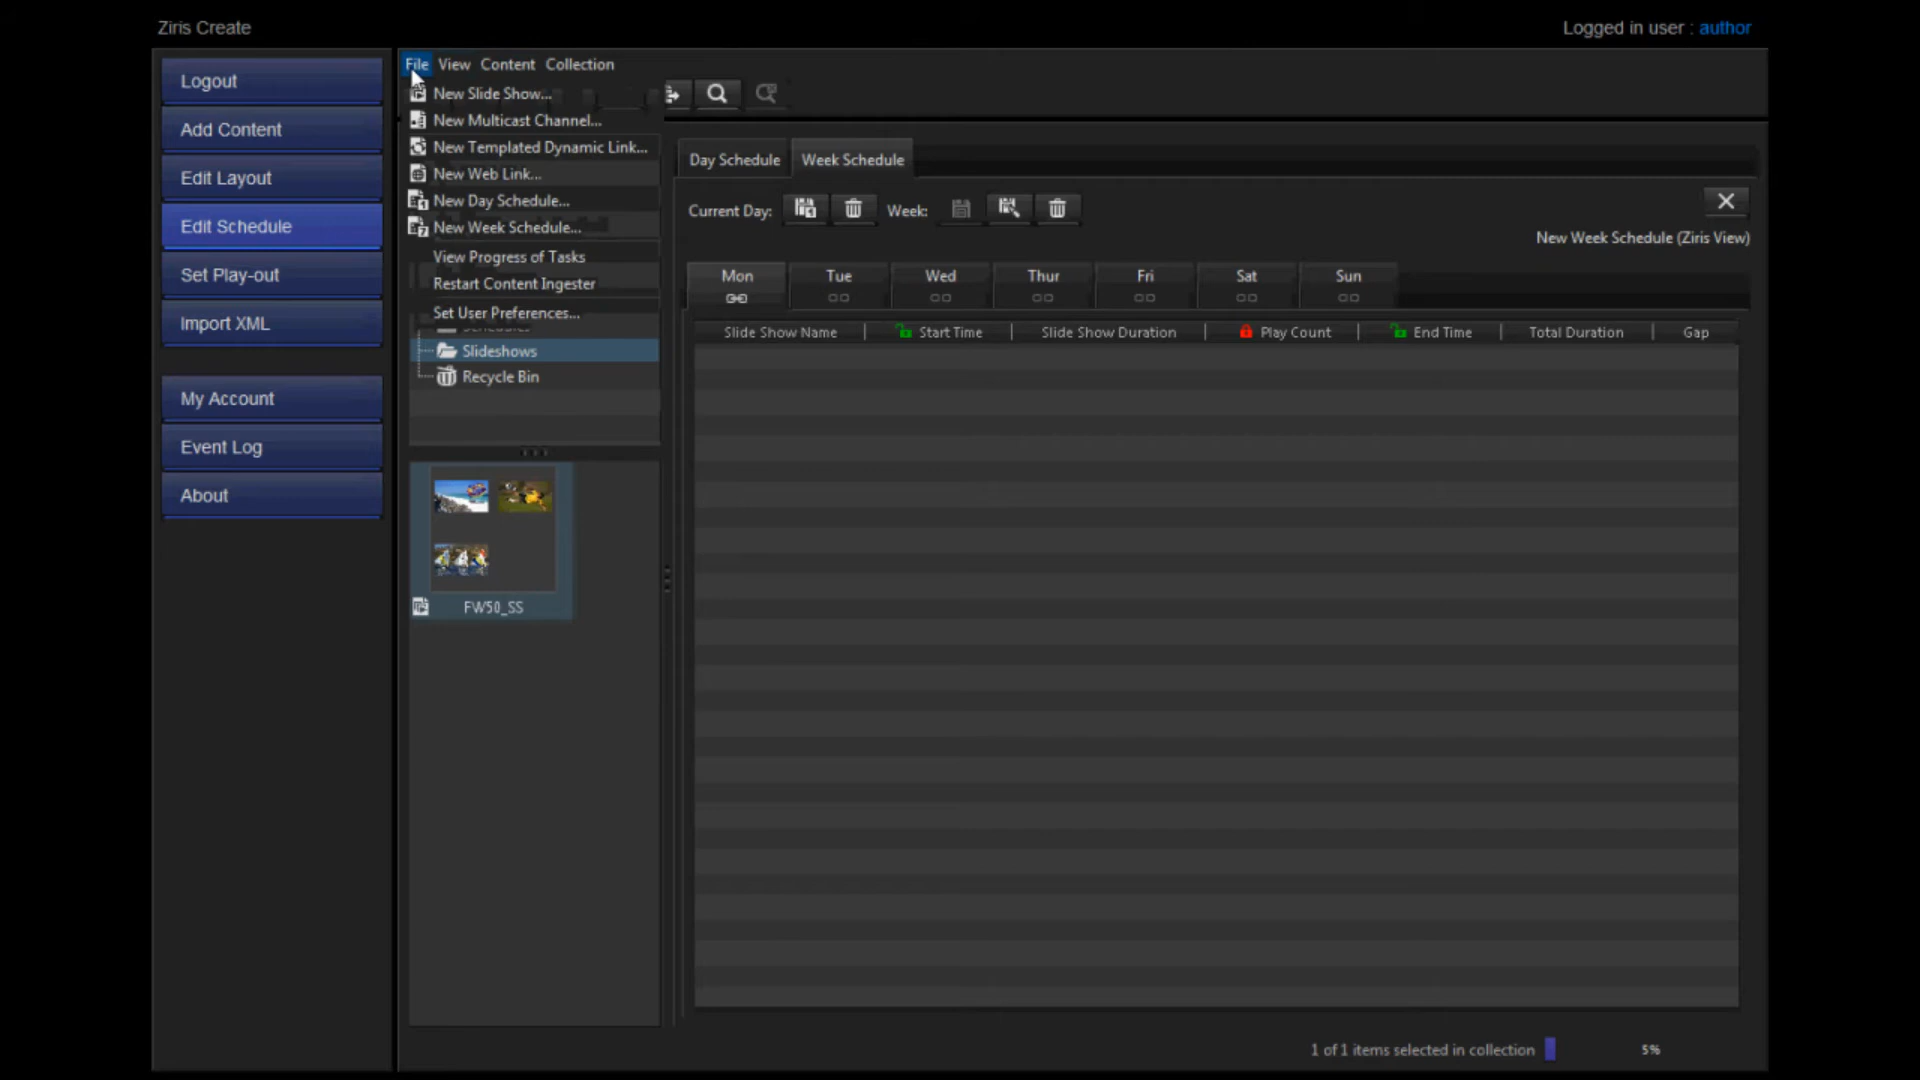 Ziris Create
Logged in user : author
Logout
Add Content
Edit Layout
Edit Schedule
Set Play-out
Import XML
My Account
Event Log
About
File View Content Collection
New Slide Show...
New Multicast Channel...
New Templated Dynamic Link...
New Web Link...
New Day Schedule...
New Week Schedule...
View Progress of Tasks
Restart Content Ingester
Set User Preferences...
Slideshows
Recycle Bin
FW50_SS
Day Schedule Week Schedule
Current Day: Week:
New Week Schedule (Ziris View)
Mon Tue Wed Thur Fri Sat Sun
Slide Show Name Start Time Slide Show Duration Play Count End Time Total Duration Gap
1 of 1 items selected in collection 5%